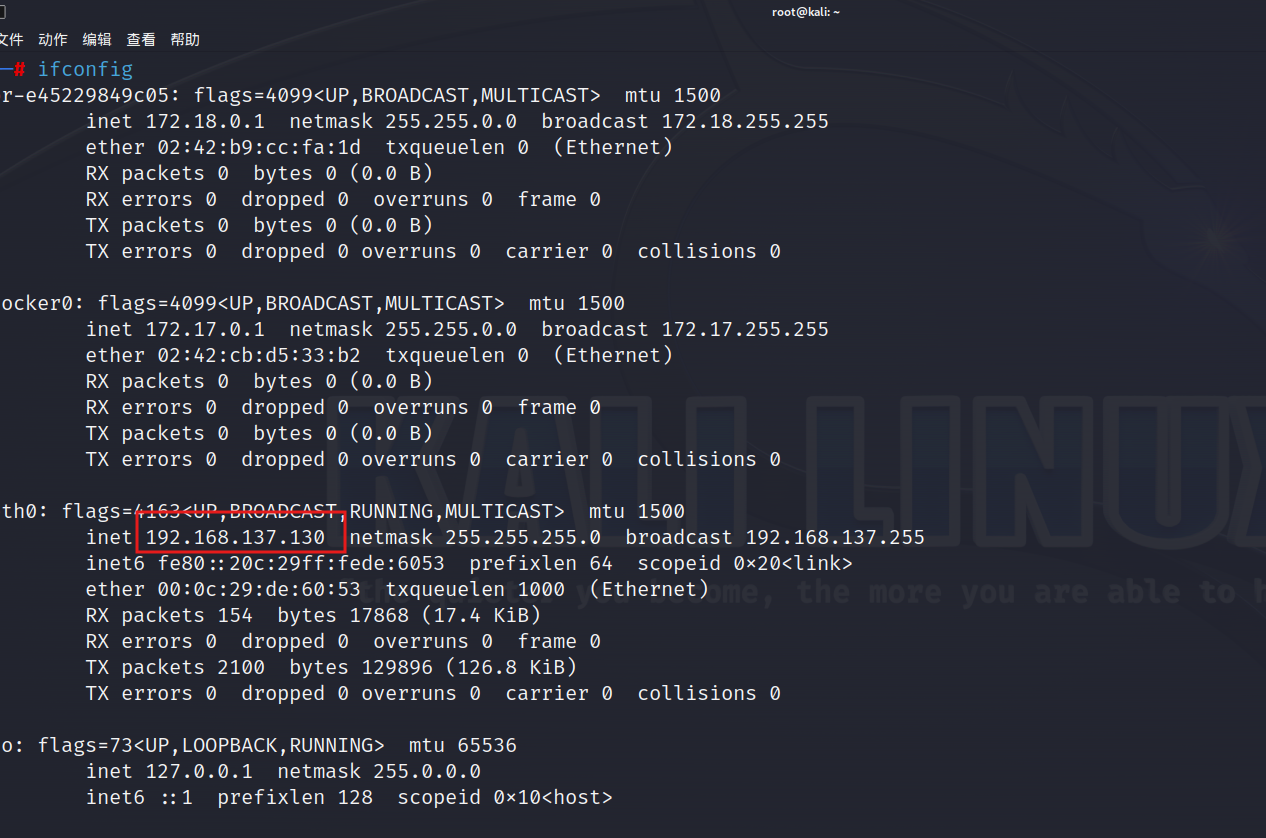 root@kali: ~
文件 动作 编辑 查看 帮助
# ifconfig
r-e45229849c05: flags=4099<UP,BROADCAST,MULTICAST>  mtu 1500
        inet 172.18.0.1  netmask 255.255.0.0  broadcast 172.18.255.255
        ether 02:42:b9:cc:fa:1d  txqueuelen 0  (Ethernet)
        RX packets 0  bytes 0 (0.0 B)
        RX errors 0  dropped 0  overruns 0  frame 0
        TX packets 0  bytes 0 (0.0 B)
        TX errors 0  dropped 0 overruns 0  carrier 0  collisions 0
ocker0: flags=4099<UP,BROADCAST,MULTICAST>  mtu 1500
        inet 172.17.0.1  netmask 255.255.0.0  broadcast 172.17.255.255
        ether 02:42:cb:d5:33:b2  txqueuelen 0  (Ethernet)
        RX packets 0  bytes 0 (0.0 B)
        RX errors 0  dropped 0  overruns 0  frame 0
        TX packets 0  bytes 0 (0.0 B)
        TX errors 0  dropped 0 overruns 0  carrier 0  collisions 0
th0: flags=4163<UP,BROADCAST,RUNNING,MULTICAST>  mtu 1500
        inet 192.168.137.130  netmask 255.255.255.0  broadcast 192.168.137.255
        inet6 fe80::20c:29ff:fede:6053  prefixlen 64  scopeid 0×20<link>
        ether 00:0c:29:de:60:53  txqueuelen 1000  (Ethernet)
        RX packets 154  bytes 17868 (17.4 KiB)
        RX errors 0  dropped 0  overruns 0  frame 0
        TX packets 2100  bytes 129896 (126.8 KiB)
        TX errors 0  dropped 0 overruns 0  carrier 0  collisions 0
o: flags=73<UP,LOOPBACK,RUNNING>  mtu 65536
        inet 127.0.0.1  netmask 255.0.0.0
        inet6 ::1  prefixlen 128  scopeid 0×10<host>
KALI LINUX
the quieter you become, the more you are able to